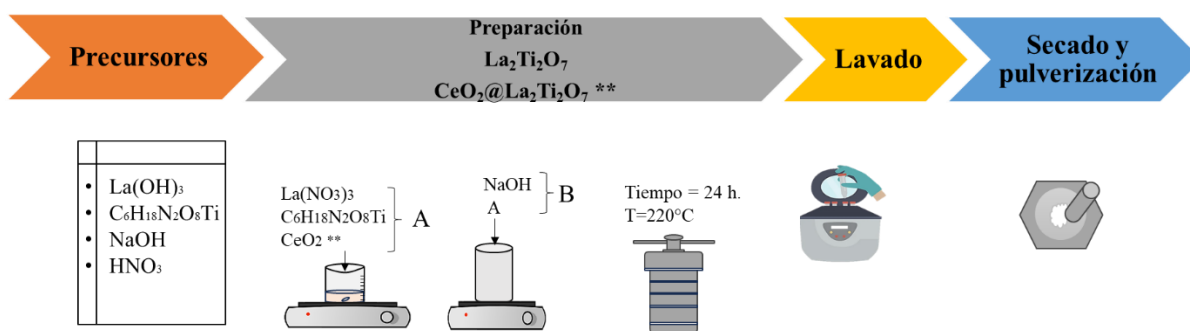 Precursores
Preparación
La₂Ti₂O₇
CeO₂@La₂Ti₂O₇ **
Lavado
Secado y
pulverización
• La(OH)₃
• C₆H₁₈N₂O₈Ti
• NaOH
• HNO₃
La(NO₃)₃
C₆H₁₈N₂O₈Ti
CeO₂ **
A
NaOH
A
B
Tiempo = 24 h.
T=220°C